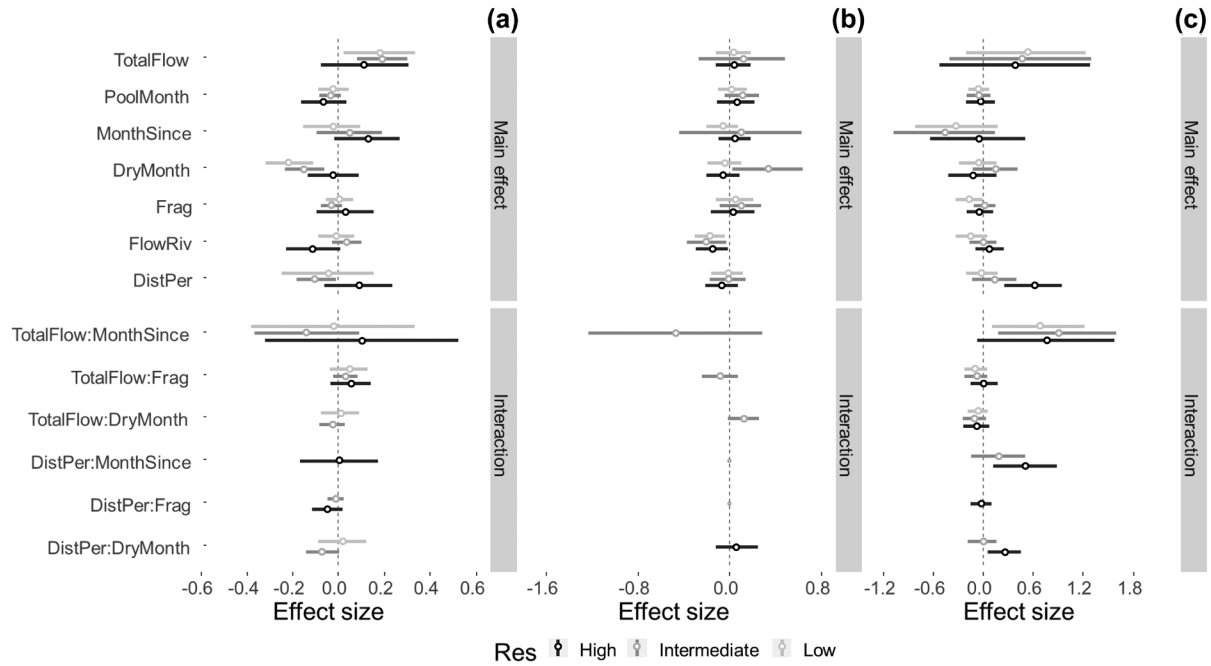 (a) (b) (c)
TotalFlow
PoolMonth
MonthSince
DryMonth
Frag
FlowRiv
DistPer
Main effect
Main effect
Main effect
TotalFlow:MonthSince
TotalFlow:Frag
TotalFlow:DryMonth
DistPer:MonthSince
DistPer:Frag
DistPer:DryMonth
Interaction
Interaction
Interaction
-0.6 -0.4 -0.2 0.0 0.2 0.4 0.6 -1.6 -0.8 0.0 0.8 -1.2 -0.6 0.0 0.6 1.2 1.8
Effect size Effect size Effect size
Res High Intermediate Low